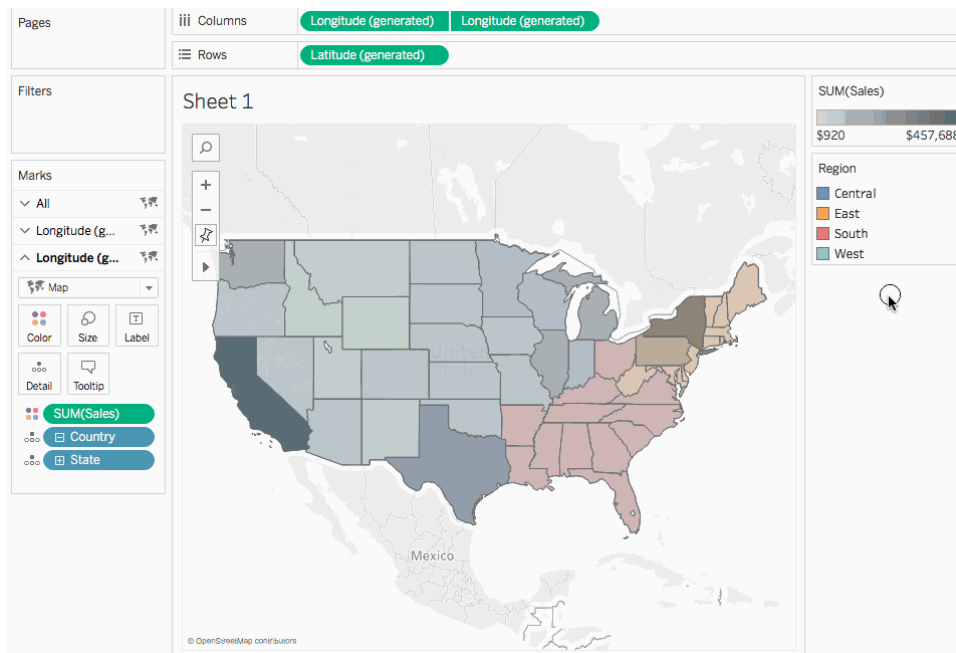 Pages
Columns
Longitude (generated) Longitude (generated)
Rows
Latitude (generated)
Filters
Marks
All
Longitude (g...
Longitude (g...
Map
Color Size Label
Detail Tooltip
SUM(Sales)
Country
State
Sheet 1
United
States
Mexico
© OpenStreetMap contributors
SUM(Sales)
$920 $457,688
Region
Central
East
South
West